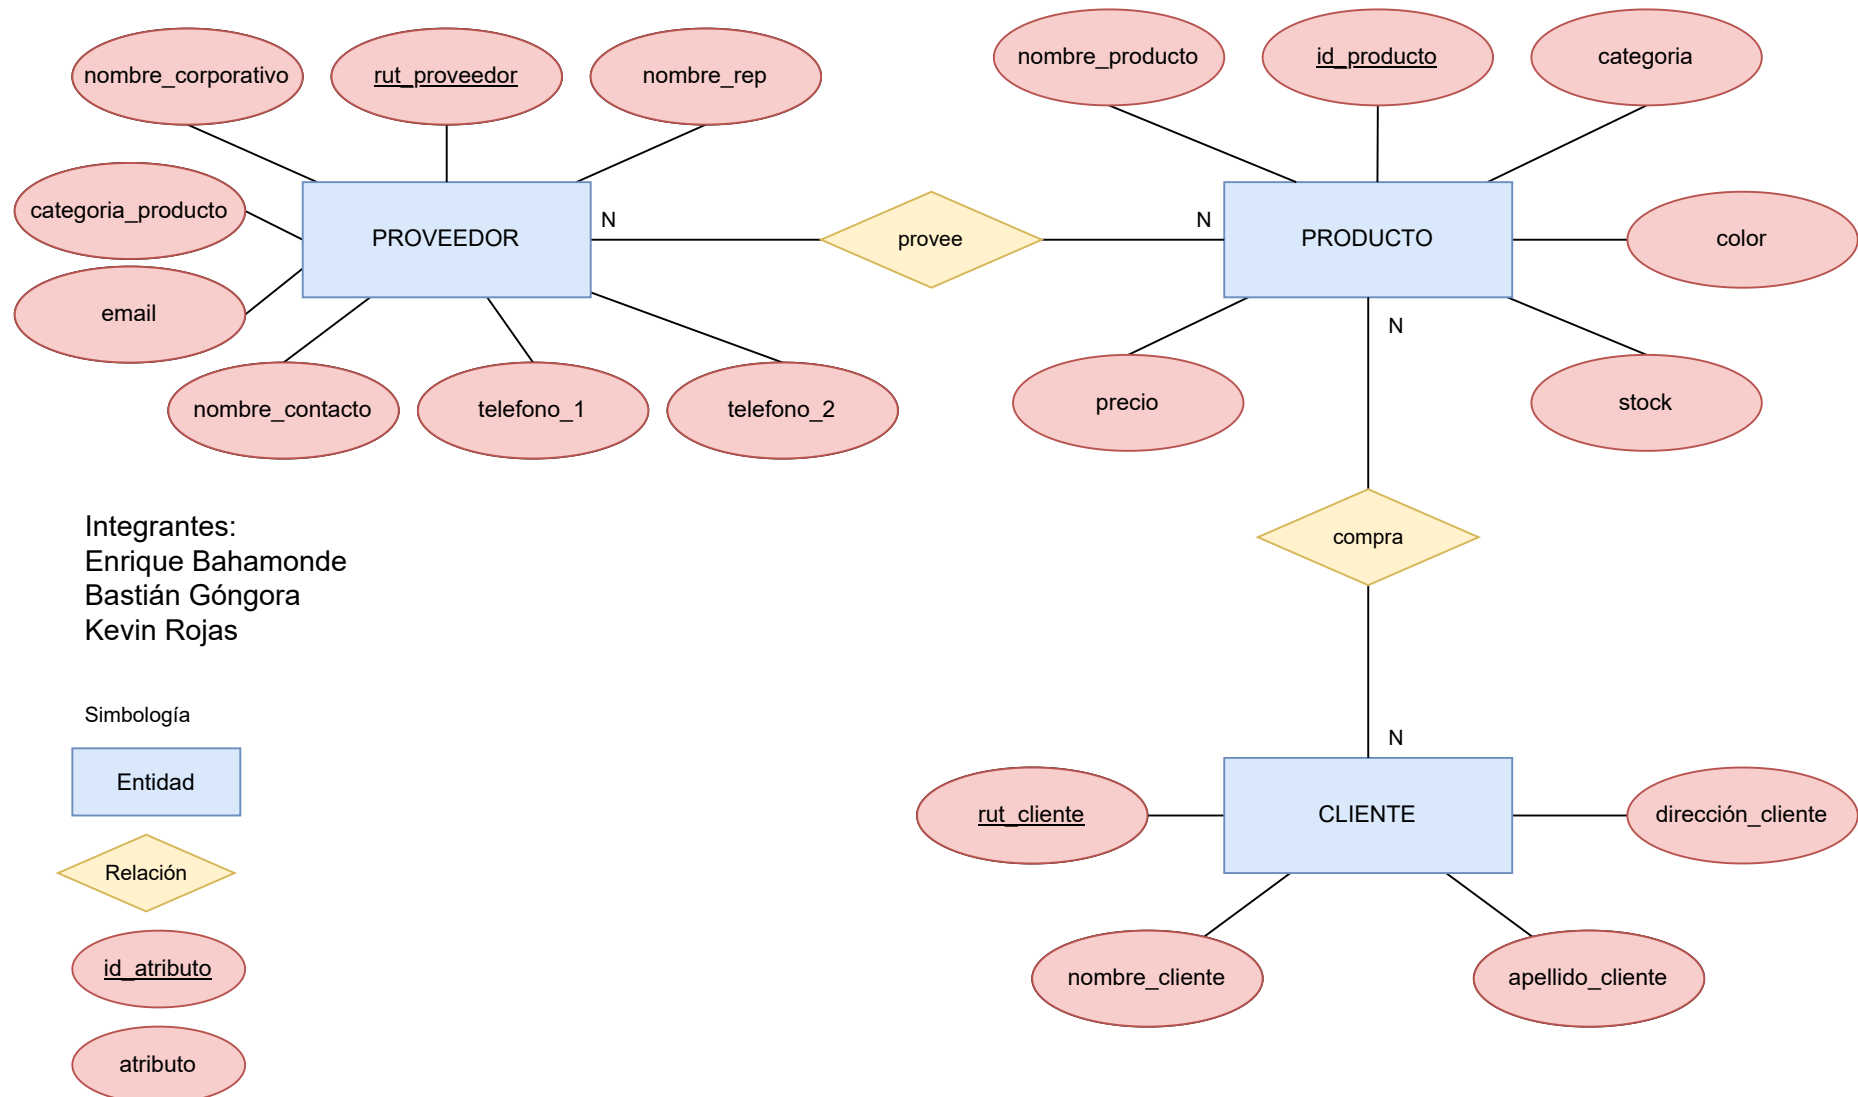 nombre_corporativo
rut_proveedor
nombre_rep
categoria_producto
email
PROVEEDOR
nombre_contacto
telefono_1
telefono_2
N
provee
N
nombre_producto
id_producto
categoria
PRODUCTO
color
precio
stock
N
compra
N
CLIENTE
rut_cliente
dirección_cliente
nombre_cliente
apellido_cliente
Integrantes:
Enrique Bahamonde
Bastián Góngora
Kevin Rojas
Simbología
Entidad
Relación
id_atributo
atributo